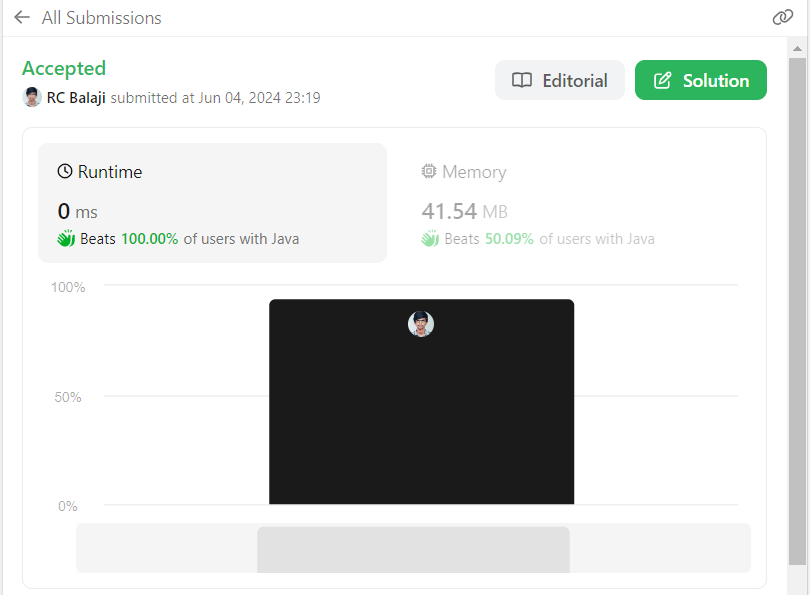 All Submissions
Accepted
RC Balaji submitted at Jun 04, 2024 23:19
Editorial
Solution
Runtime
0 ms
Beats 100.00% of users with Java
Memory
41.54 MB
Beats 50.09% of users with Java
100%
50%
0%